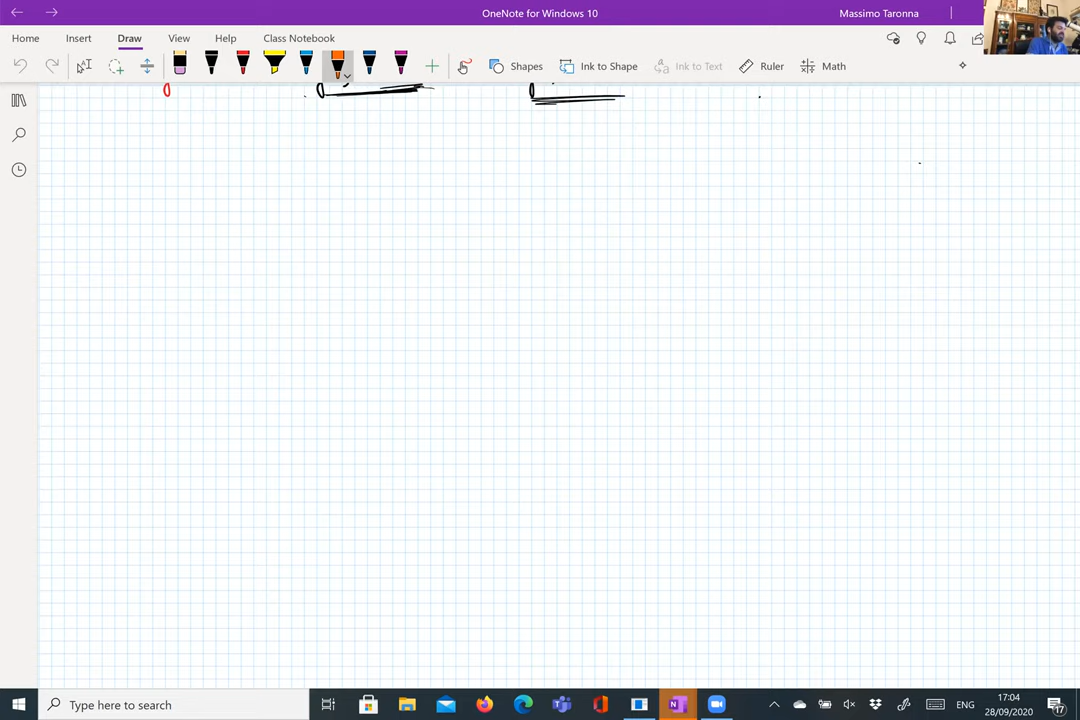 OneNote for Windows 10
Massimo Taronna
Home Insert Draw View Help Class Notebook
Shapes Ink to Shape Ink to Text Ruler Math
Type here to search
ENG
17:04
28/09/2020
17